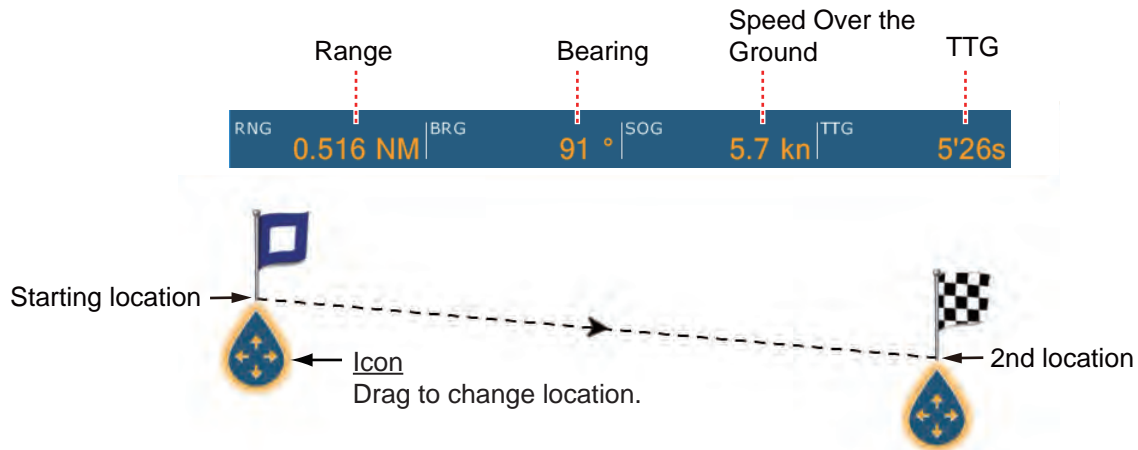 Range
Bearing
Speed Over the
Ground
TTG
RNG 0.516 NM
BRG 91 °
SOG 5.7 kn
TTG 5'26s
Starting location
Icon
Drag to change location.
2nd location